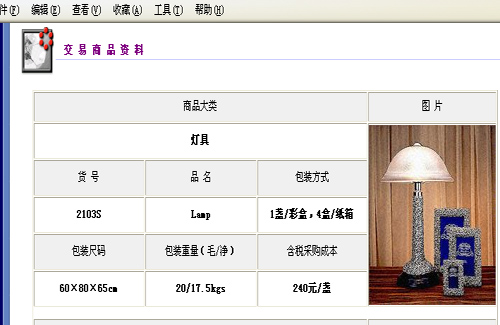 件(F) 编辑(E) 查看(V) 收藏(A) 工具(T) 帮助(H)
交易商品资料
商品大类 图片
灯具
货号 品名 包装方式
2103S Lamp 1盏/彩盒，4盒/纸箱
包装尺码 包装重量(毛/净) 含税采购成本
60×80×65cm 20/17.5kgs 240元/盏